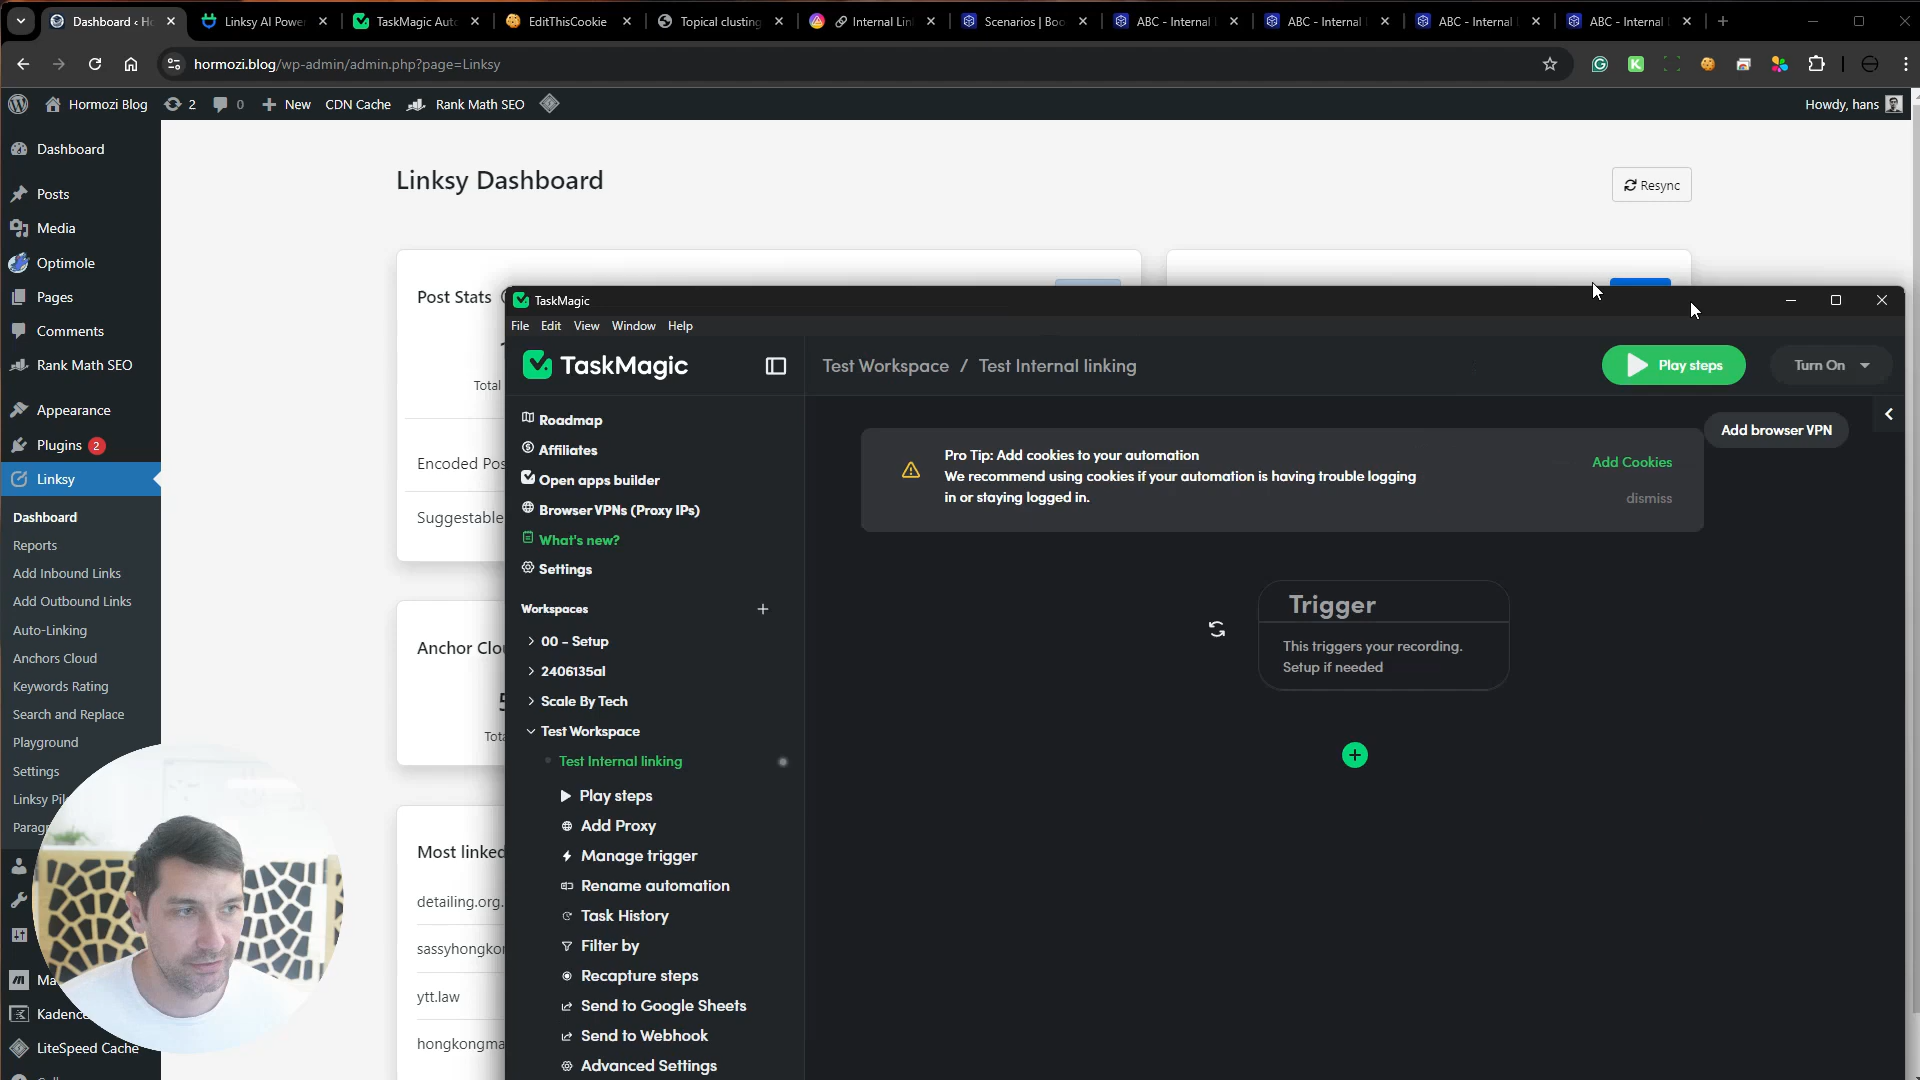 Dashboard ‹ Ho
Linksy AI Powe
TaskMagic Auto
EditThisCookie
Topical clusting
Internal Lin
Scenarios | Boo
ABC - Internal
ABC - Internal
ABC - Internal
ABC - Internal
hormozi.blog/wp-admin/admin.php?page=Linksy
Hormozi Blog
2
0
New
CDN Cache
Rank Math SEO
Howdy, hans
Dashboard
Posts
Media
Optimole
Pages
Comments
Rank Math SEO
Appearance
Plugins 2
Linksy
Dashboard
Reports
Add Inbound Links
Add Outbound Links
Auto-Linking
Anchors Cloud
Keywords Rating
Search and Replace
Playground
Settings
Linksy Pil
Paragr
Ma
Kadence
LiteSpeed Cache
Linksy Dashboard
Resync
Post Stats
Total
Encoded Pos
Suggestable
Anchor Clo
Tota
Most linked
detailing.org.
sassyhongkon
ytt.law
hongkongma
TaskMagic
File Edit View Window Help
TaskMagic
Test Workspace / Test Internal linking
Play steps
Turn On
Roadmap
Affiliates
Open apps builder
Browser VPNs (Proxy IPs)
What's new?
Settings
Workspaces
00 - Setup
2406135al
Scale By Tech
Test Workspace
Test Internal linking
Play steps
Add Proxy
Manage trigger
Rename automation
Task History
Filter by
Recapture steps
Send to Google Sheets
Send to Webhook
Advanced Settings
Add browser VPN
Pro Tip: Add cookies to your automation
We recommend using cookies if your automation is having trouble logging
in or staying logged in.
Add Cookies
dismiss
Trigger
This triggers your recording.
Setup if needed